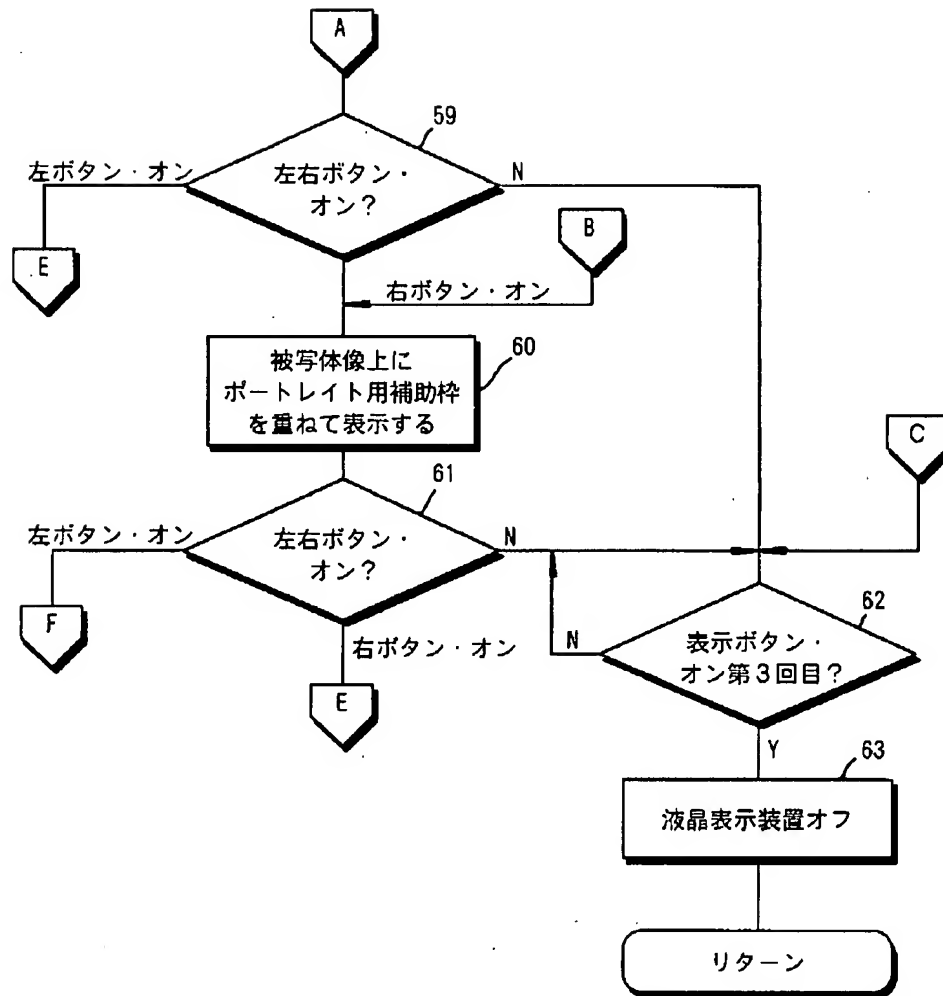 A
59
左ボタン・オン
左右ボタン・
オン?
N
E
B
右ボタン・オン
被写体像上に
ポートレイト用補助枠
を重ねて表示する
60
C
61
左ボタン・オン
左右ボタン・
オン?
N
F
右ボタン・オン
E
62
N
表示ボタン・
オン第3回目?
Y
63
液晶表示装置オフ
リターン